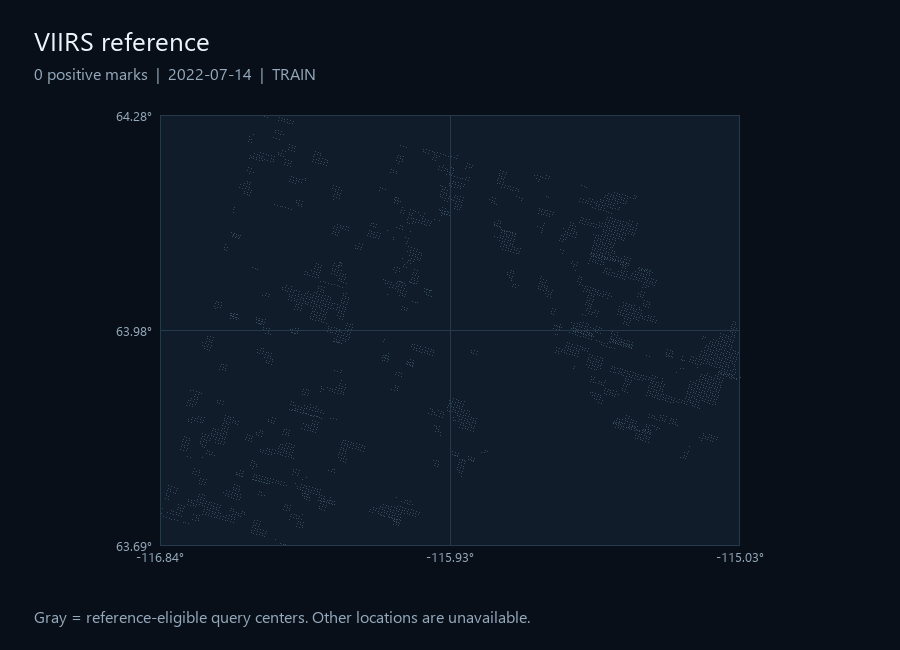 VIIRS reference
0 positive marks | 2022-07-14 | TRAIN
64.28°
63.98°
63.69°
-116.84°
-115.93°
-115.03°
Gray = reference-eligible query centers. Other locations are unavailable.